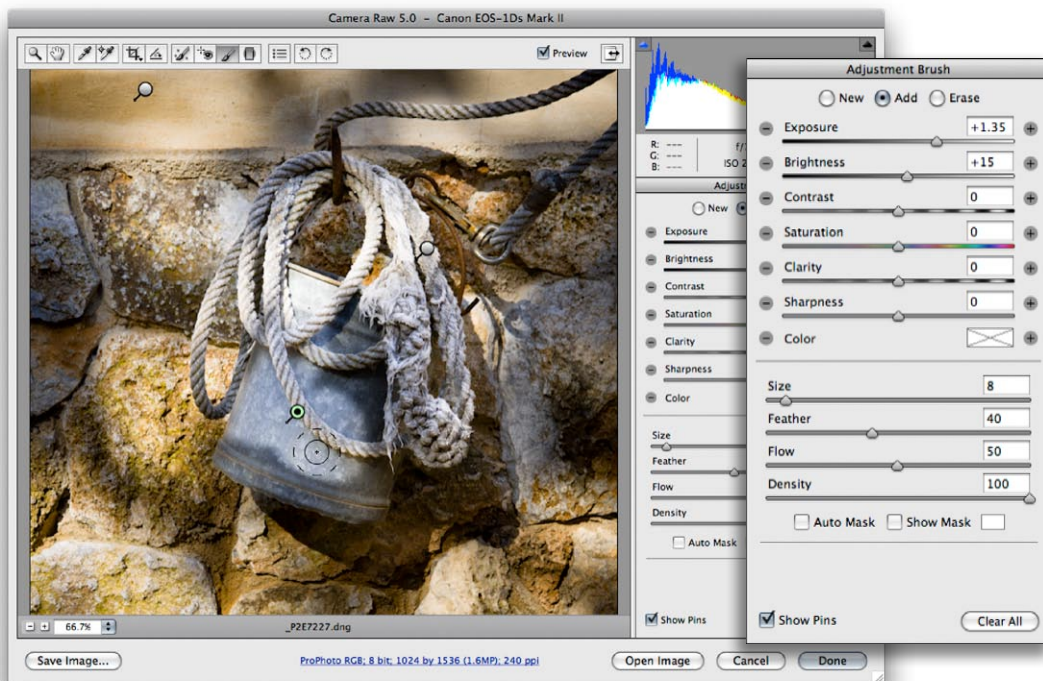 Camera Raw 5.0 – Canon EOS-1Ds Mark II
Preview
R: ---
G: ---
B: ---
f/
ISO 2
Adjustm
New
Exposure
Brightness
Contrast
Saturation
Clarity
Sharpness
Color
Size
Feather
Flow
Density
Auto Mask
Show Pins
Adjustment Brush
New Add Erase
Exposure +1.35
Brightness +15
Contrast 0
Saturation 0
Clarity 0
Sharpness 0
Color
Size 8
Feather 40
Flow 50
Density 100
Auto Mask Show Mask
Show Pins Clear All
66.7% _P2E7227.dng
Save Image... ProPhoto RGB; 8 bit; 1024 by 1536 (1.6MP); 240 ppi Open Image Cancel Done